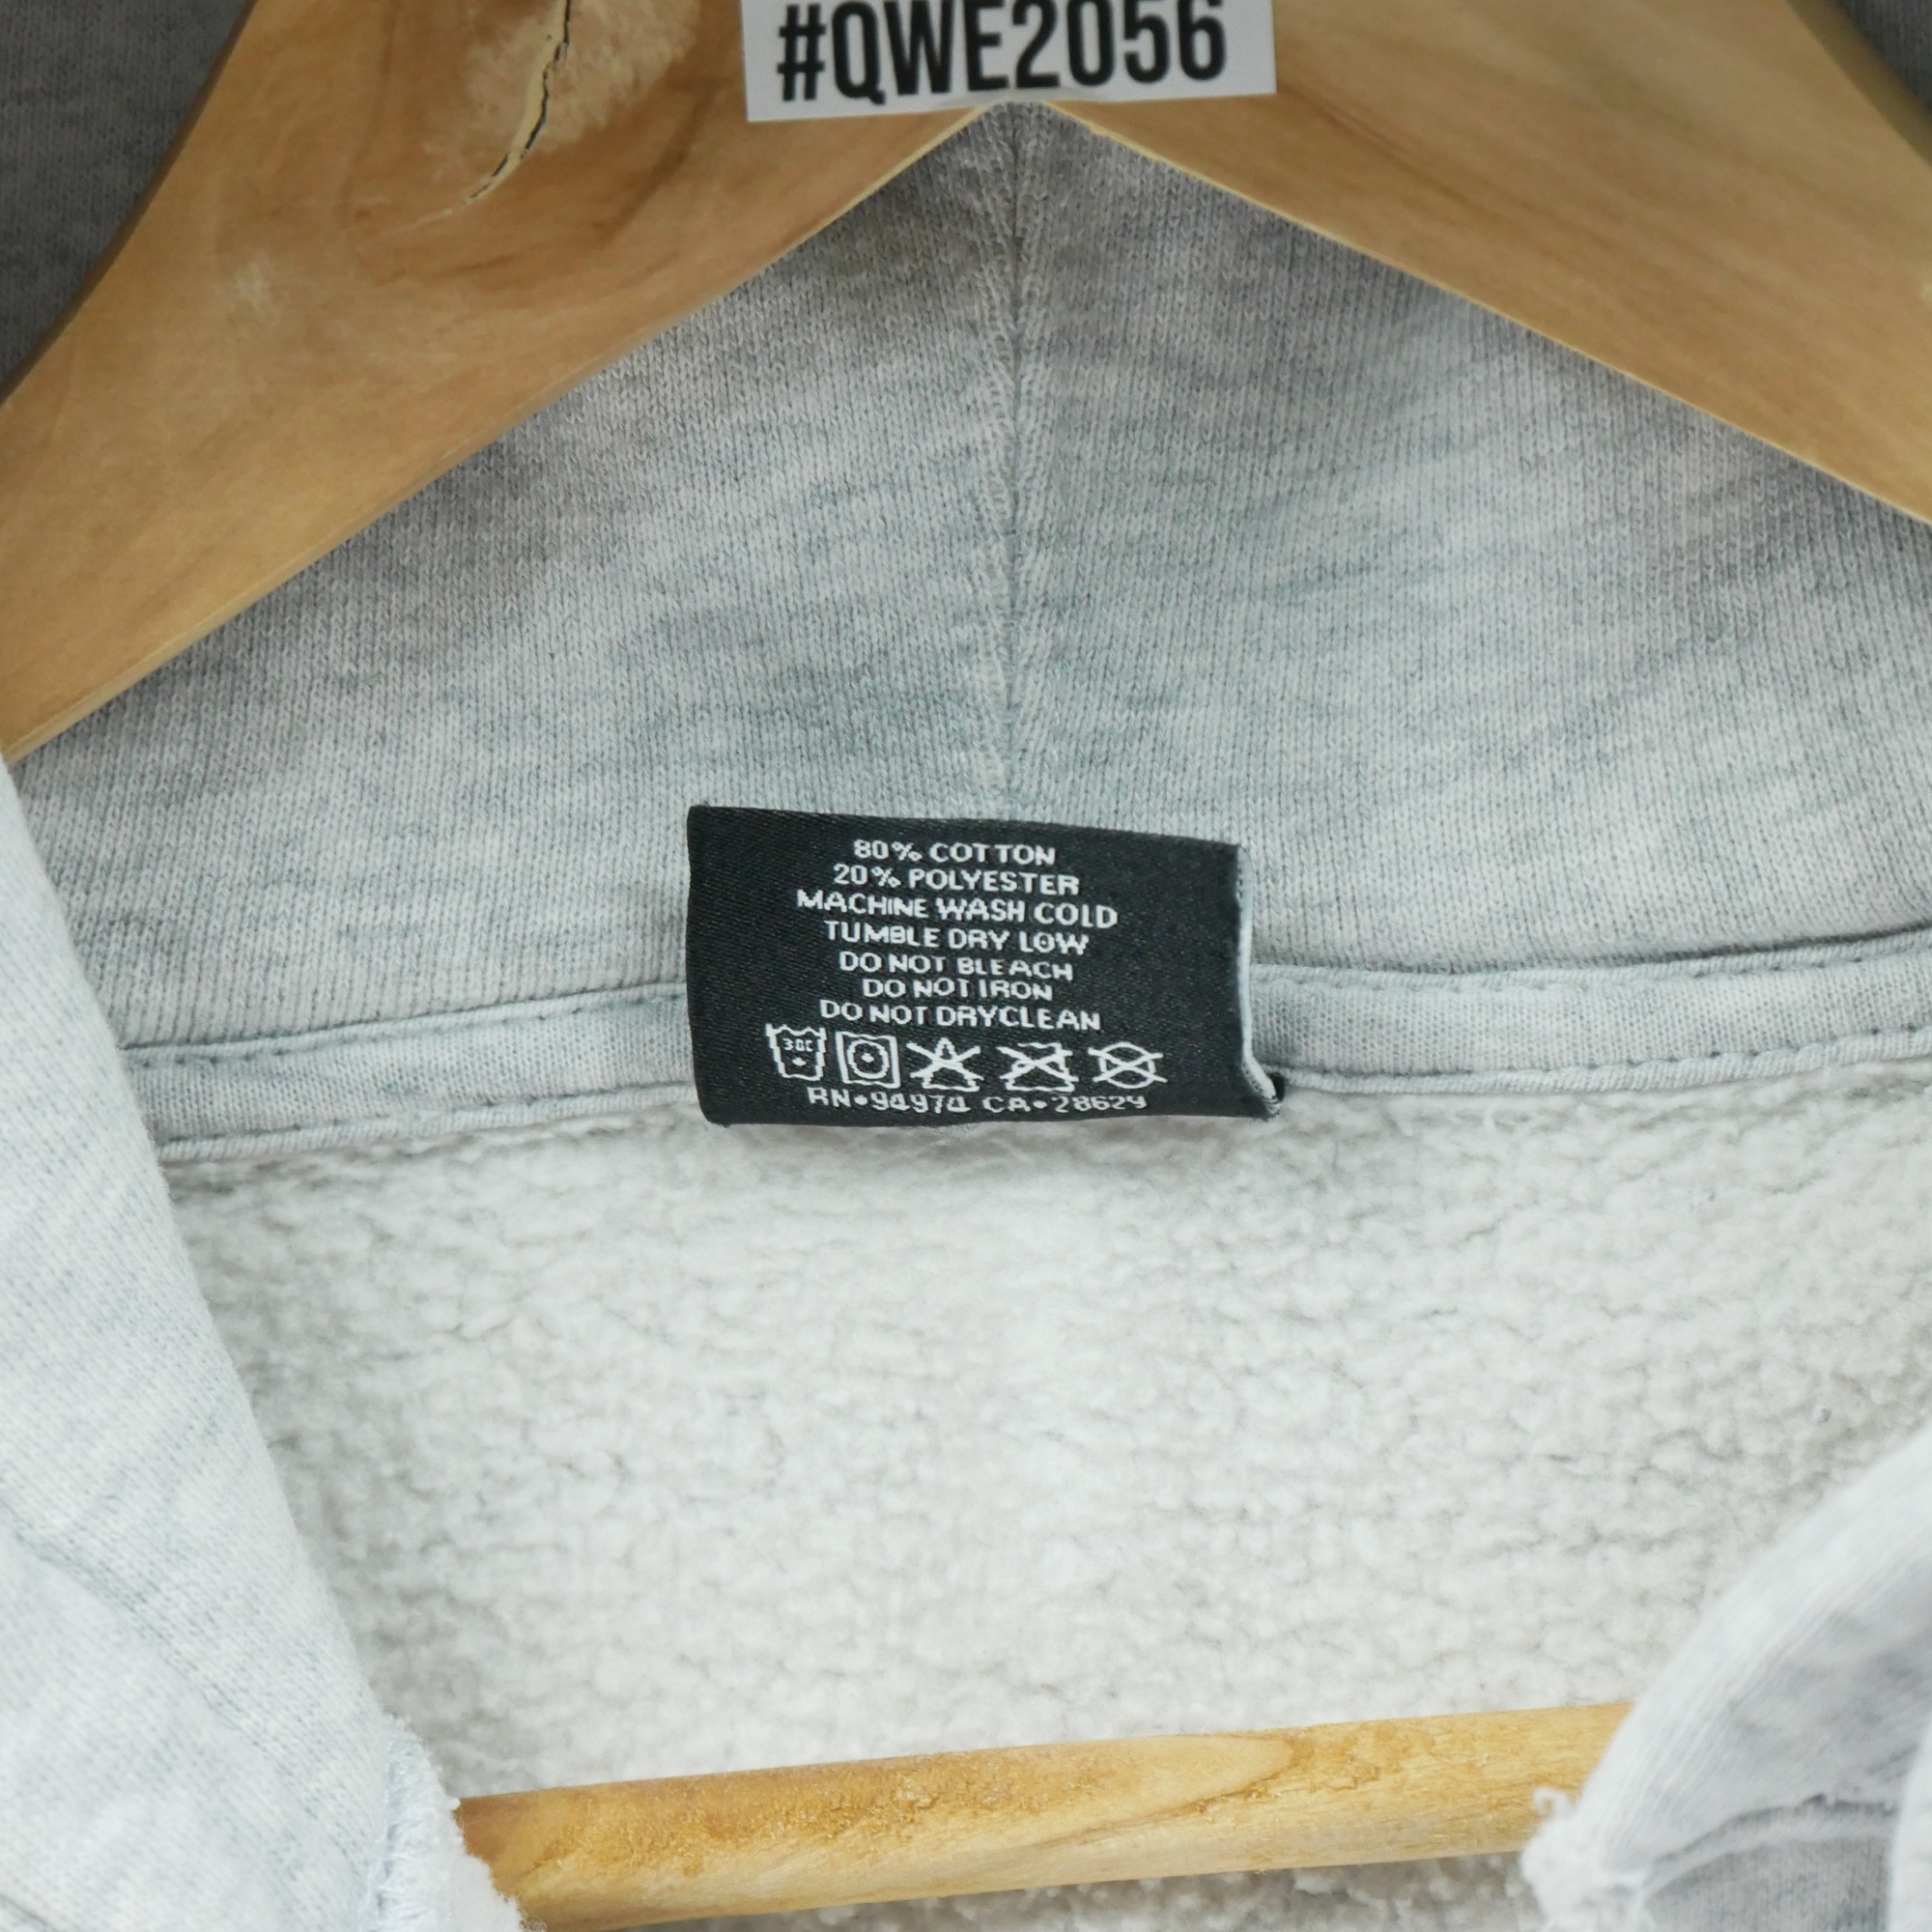 #QWE2056
80% COTTON
20% POLYESTER
MACHINE WASH COLD
TUMBLE DRY LOW
DO NOT BLEACH
DO NOT IRON
DO NOT DRYCLEAN
RN•94974 CA•28629